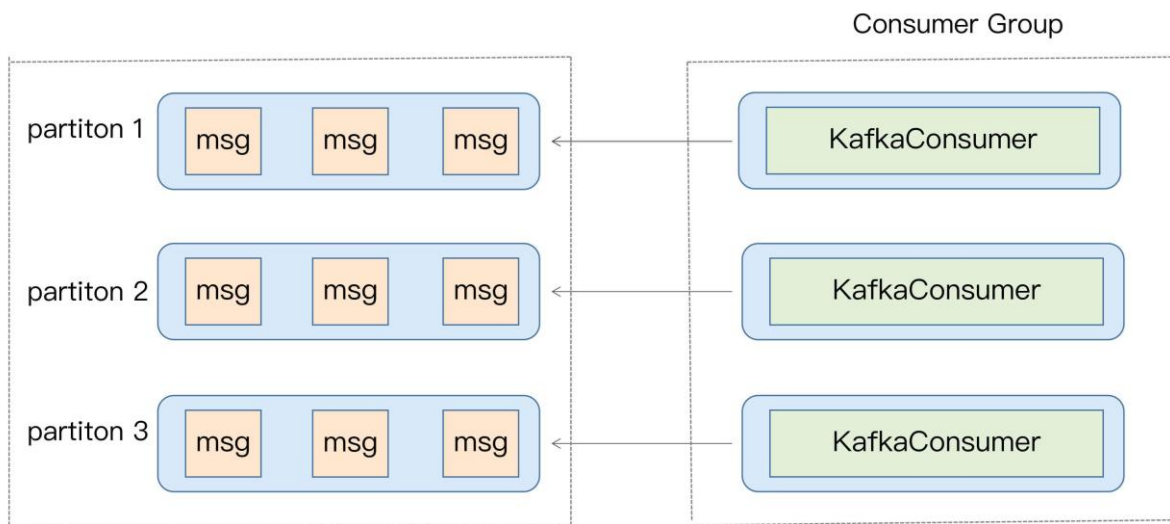 Consumer Group
partiton 1
msg
msg
msg
KafkaConsumer
partiton 2
msg
msg
msg
KafkaConsumer
partiton 3
msg
msg
msg
KafkaConsumer